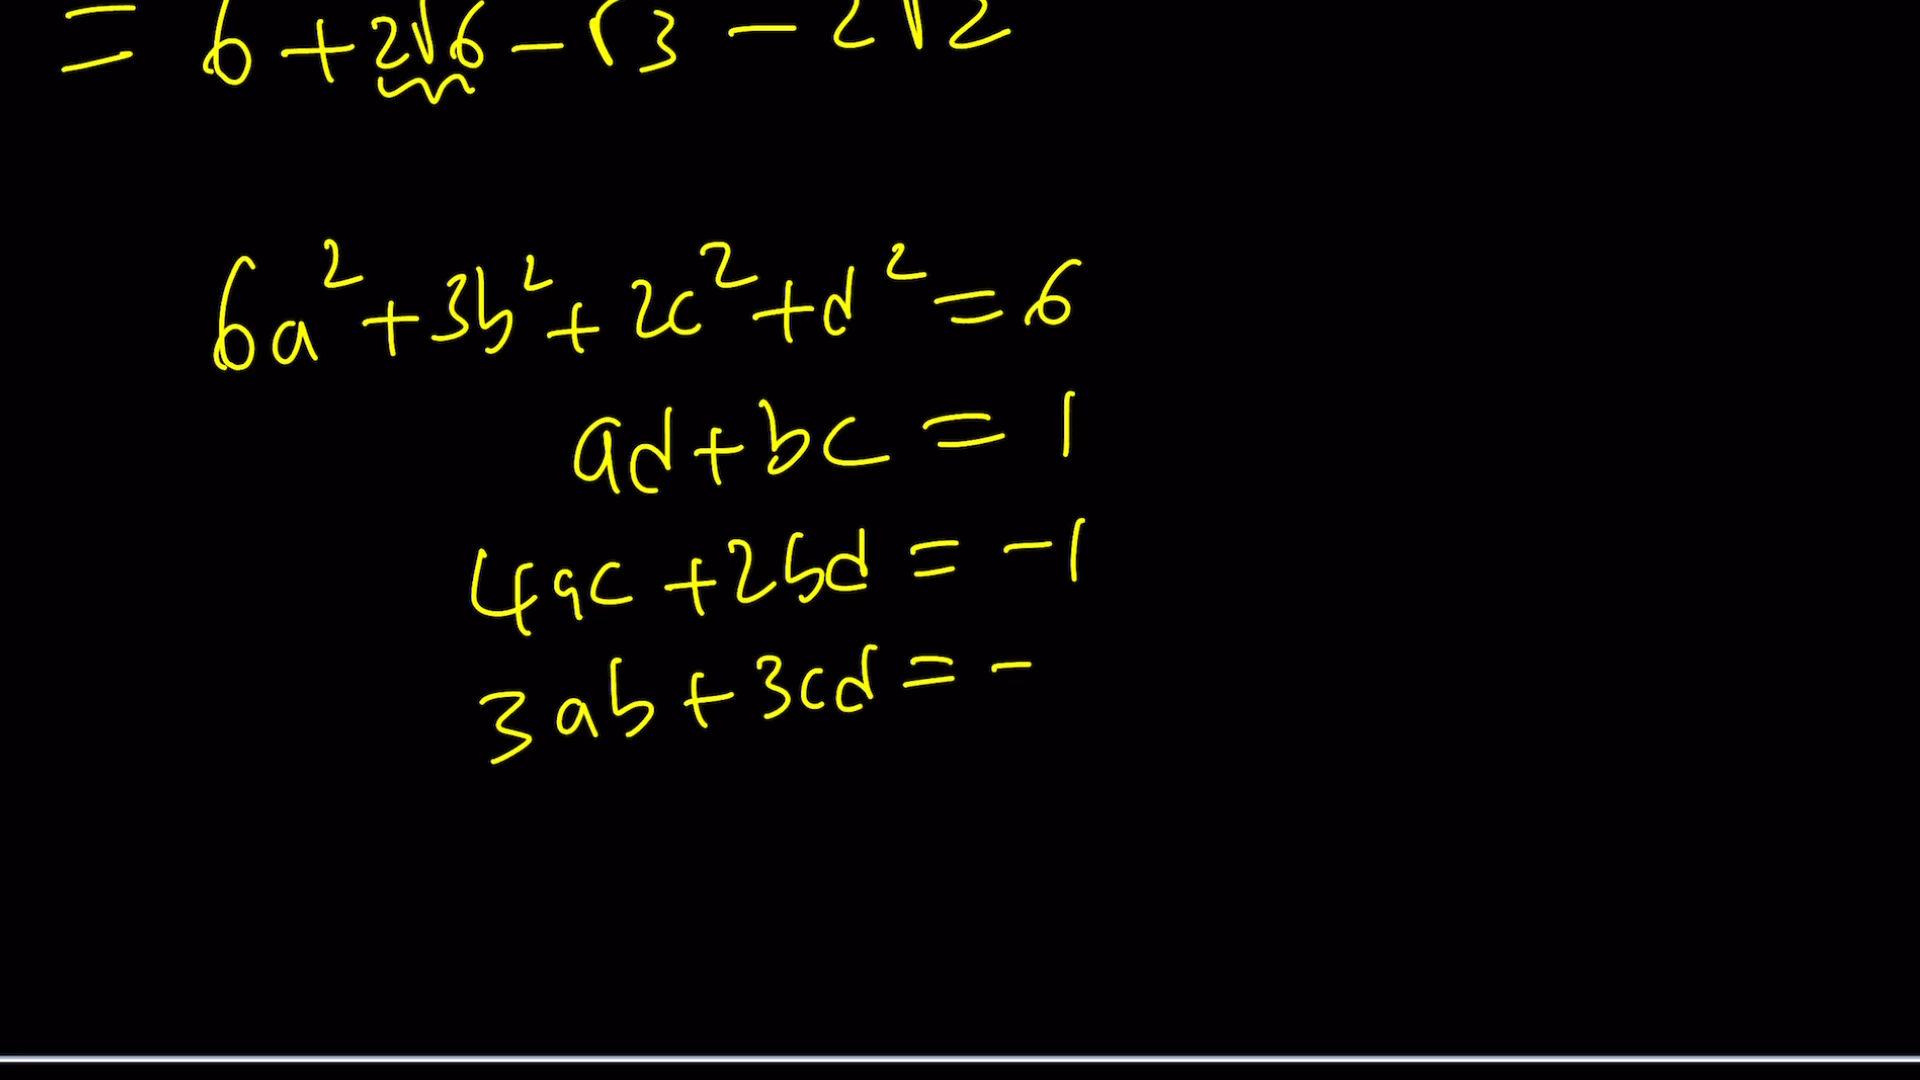 = 6 + 2√6 - √3 - 2√2
6a² + 3b² + 2c² + d² = 6
ad + bc = 1
4ac + 2bd = -1
3ab + 3cd = -